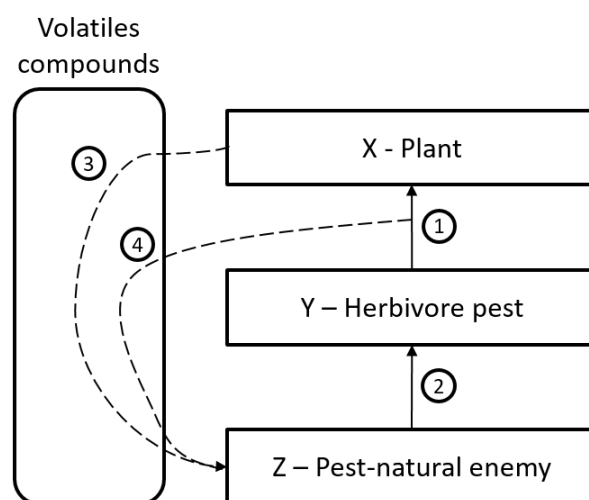 Volatiles
compounds
X - Plant
3
1
4
Y – Herbivore pest
2
Z – Pest-natural enemy